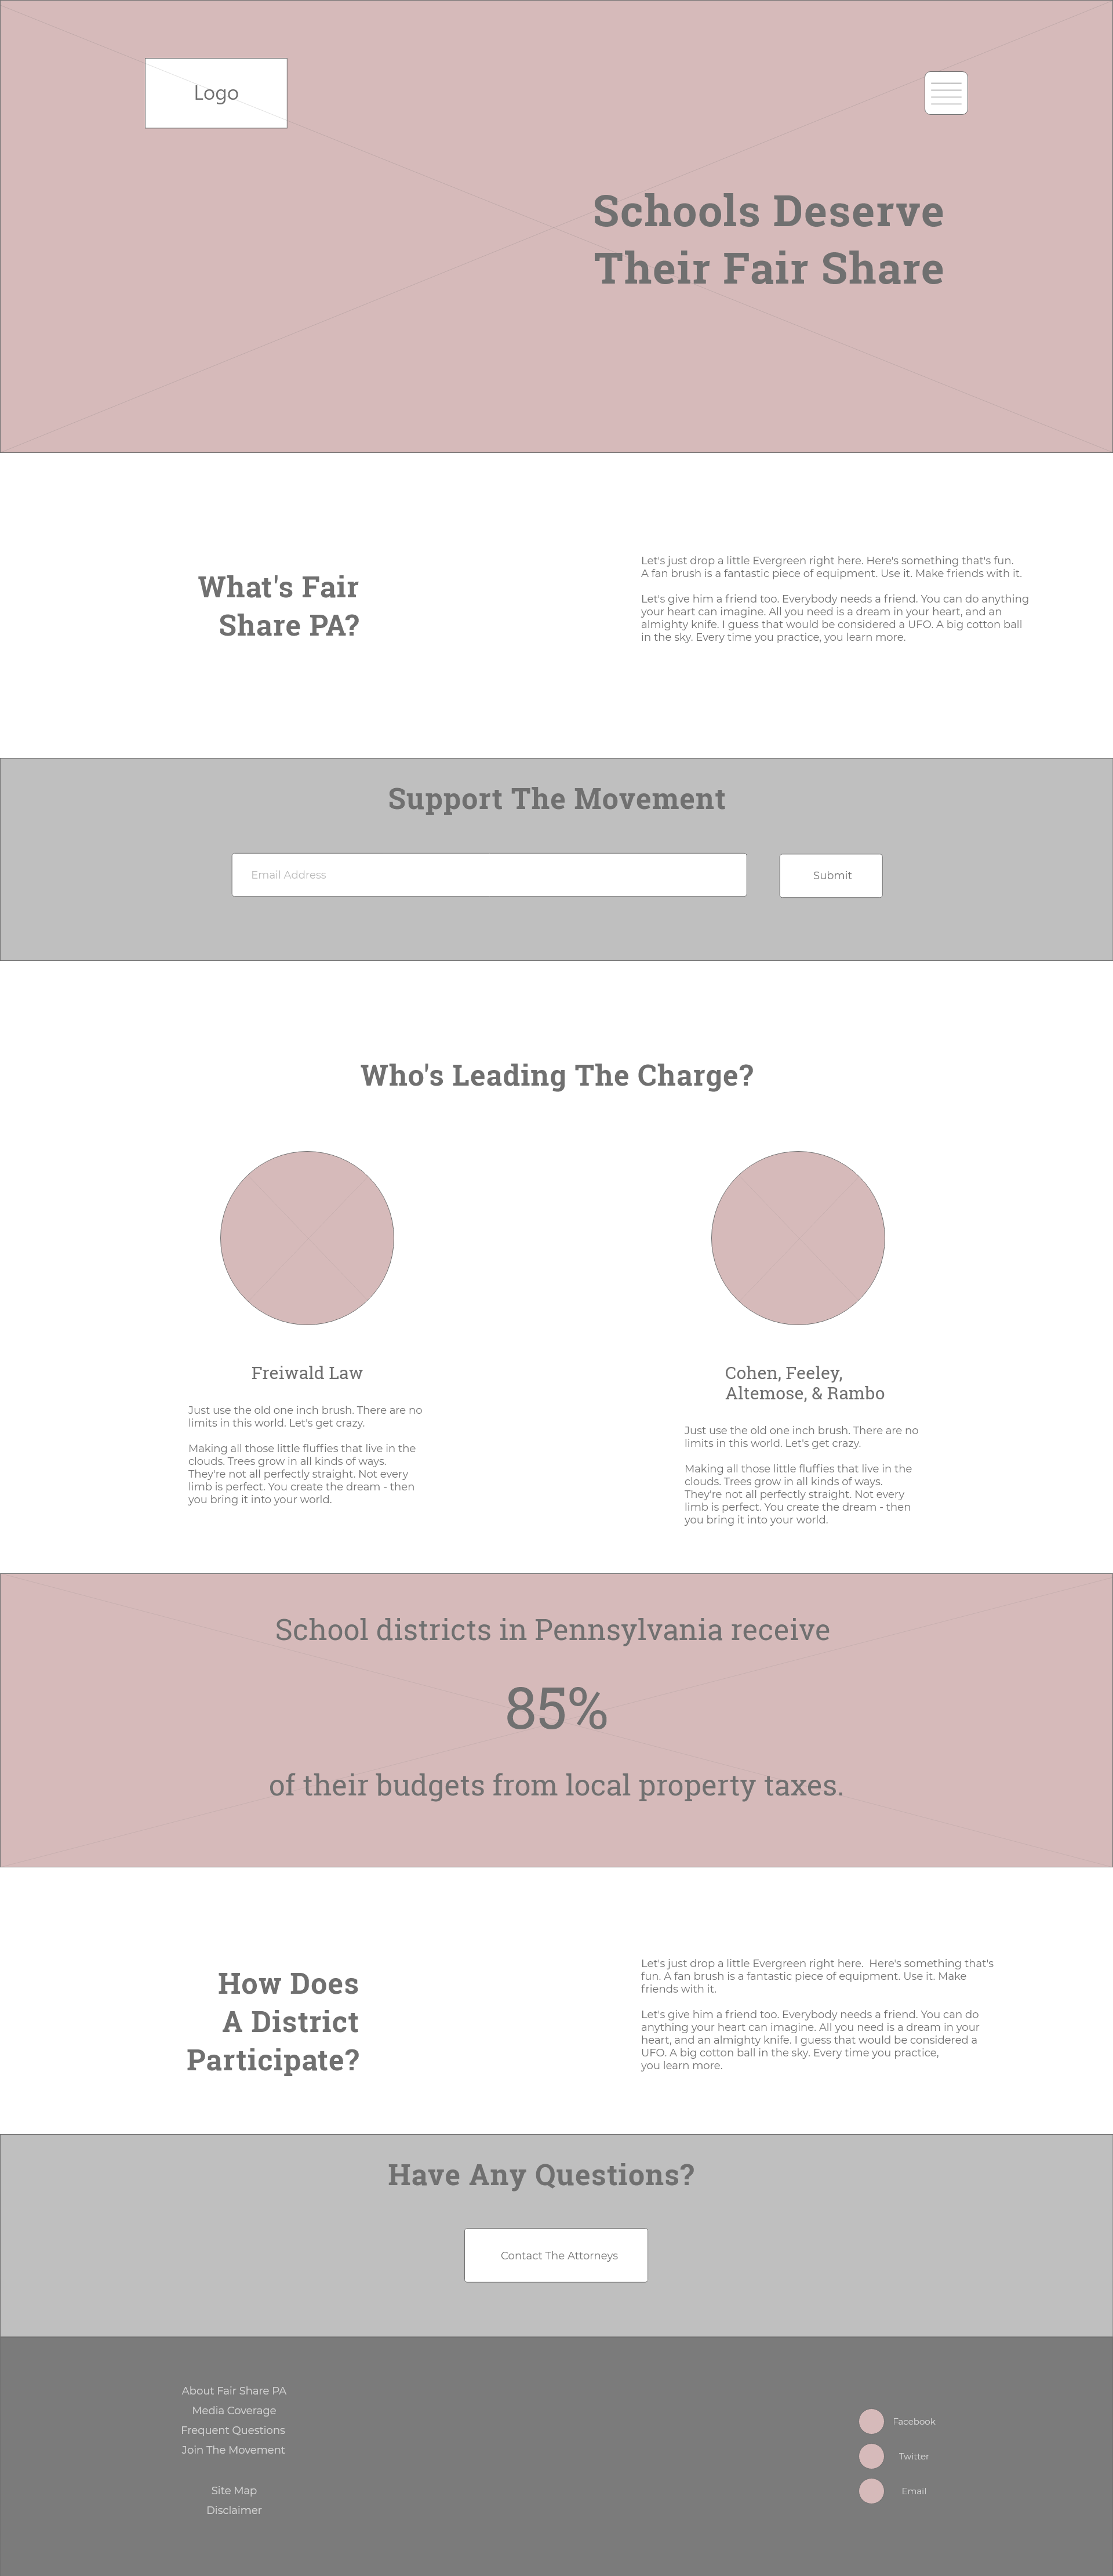 Logo
Schools Deserve
Their Fair Share
What's Fair
Share PA?
Let's just drop a little Evergreen right here. Here's something that's fun.
A fan brush is a fantastic piece of equipment. Use it. Make friends with it.
Let's give him a friend too. Everybody needs a friend. You can do anything
your heart can imagine. All you need is a dream in your heart, and an
almighty knife. I guess that would be considered a UFO. A big cotton ball
in the sky. Every time you practice, you learn more.
Support The Movement
Email Address
Submit
Who's Leading The Charge?
Freiwald Law
Just use the old one inch brush. There are no
limits in this world. Let's get crazy.
Making all those little fluffies that live in the
clouds. Trees grow in all kinds of ways.
They're not all perfectly straight. Not every
limb is perfect. You create the dream - then
you bring it into your world.
Cohen, Feeley,
Altemose, & Rambo
Just use the old one inch brush. There are no
limits in this world. Let's get crazy.
Making all those little fluffies that live in the
clouds. Trees grow in all kinds of ways.
They're not all perfectly straight. Not every
limb is perfect. You create the dream - then
you bring it into your world.
School districts in Pennsylvania receive
85%
of their budgets from local property taxes.
How Does
A District
Participate?
Let's just drop a little Evergreen right here.  Here's something that's
fun. A fan brush is a fantastic piece of equipment. Use it. Make
friends with it.
Let's give him a friend too. Everybody needs a friend. You can do
anything your heart can imagine. All you need is a dream in your
heart, and an almighty knife. I guess that would be considered a
UFO. A big cotton ball in the sky. Every time you practice,
you learn more.
Have Any Questions?
Contact The Attorneys
About Fair Share PA
Media Coverage
Frequent Questions
Join The Movement
Site Map
Disclaimer
Facebook
Twitter
Email